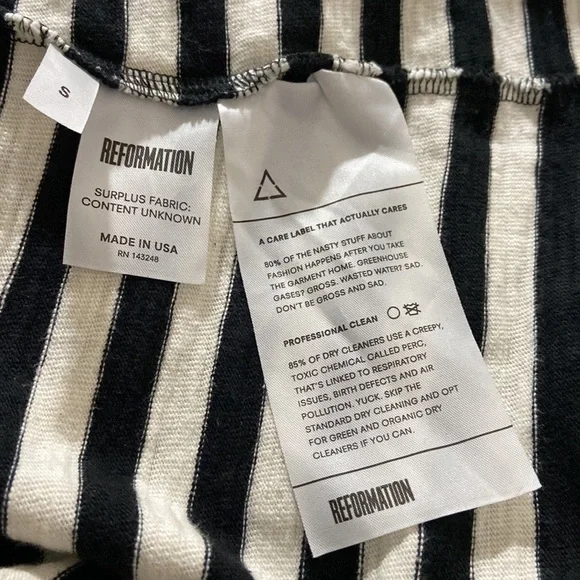 S
REFORMATION
SURPLUS FABRIC:
CONTENT UNKNOWN
MADE IN USA
RN 143248
A CARE LABEL THAT ACTUALLY CARES
80% OF THE NASTY STUFF ABOUT
FASHION HAPPENS AFTER YOU TAKE
THE GARMENT HOME. GREENHOUSE
GASES? GROSS. WASTED WATER? SAD.
DON'T BE GROSS AND SAD.
PROFESSIONAL CLEAN
85% OF DRY CLEANERS USE A CREEPY,
TOXIC CHEMICAL CALLED PERC,
THAT'S LINKED TO RESPIRATORY
ISSUES, BIRTH DEFECTS AND AIR
POLLUTION. YUCK. SKIP THE
STANDARD DRY CLEANING AND OPT
FOR GREEN AND ORGANIC DRY
CLEANERS IF YOU CAN.
REFORMATION